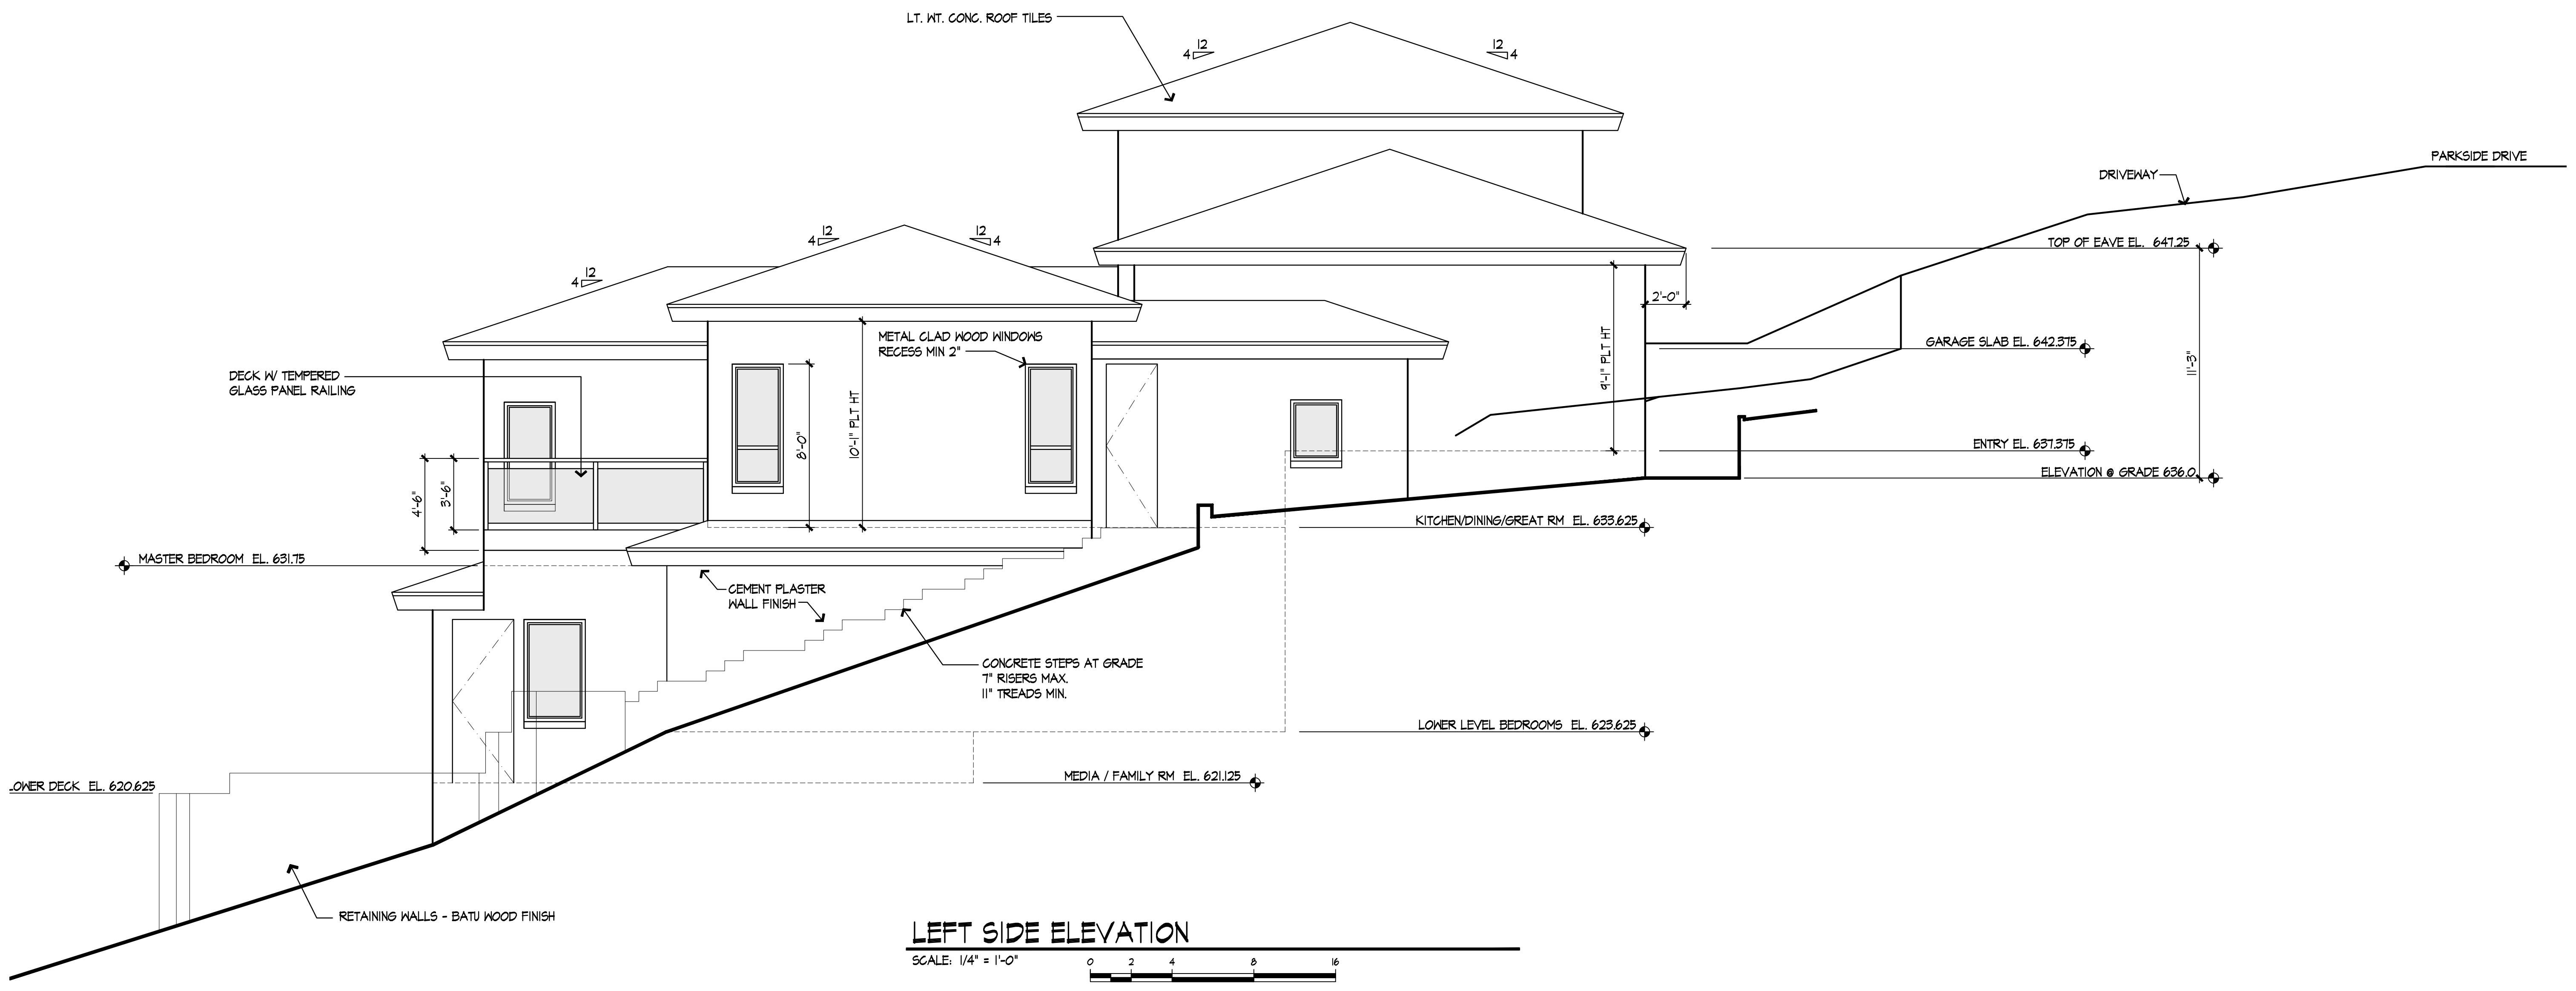 LT. WT. CONC. ROOF TILES
12
4
12
4
PARKSIDE DRIVE
DRIVEWAY
12
4
12
4
TOP OF EAVE EL. 647.25
12
4
2'-0"
METAL CLAD WOOD WINDOWS
RECESS MIN 2"
GARAGE SLAB EL. 642.375
11'-3"
9'-1" PLT HT
DECK W/ TEMPERED
GLASS PANEL RAILING
8'-0"
10'-1" PLT HT
ENTRY EL. 637.375
ELEVATION @ GRADE 636.0
4'-6"
3'-6"
KITCHEN/DINING/GREAT RM EL. 633.625
MASTER BEDROOM EL. 631.75
CEMENT PLASTER
WALL FINISH
CONCRETE STEPS AT GRADE
7" RISERS MAX.
11" TREADS MIN.
LOWER LEVEL BEDROOMS EL. 623.625
MEDIA / FAMILY RM EL. 621.125
LOWER DECK EL. 620.625
RETAINING WALLS - BATU WOOD FINISH
LEFT SIDE ELEVATION
SCALE: 1/4" = 1'-0"
0 2 4 8 16